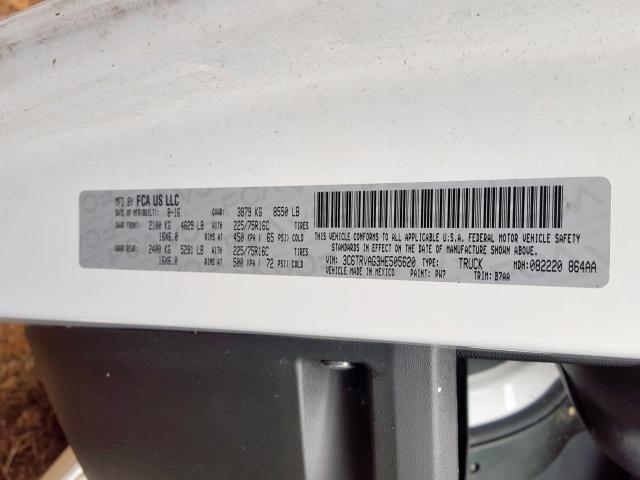 MFD BY FCA US LLC
DATE OF MFR(BUILT): 8-16 GVWR: 3879 KG 8550 LB
GAWR FRONT: 2100 KG 4629 LB WITH 225/75R16C TIRES
16X6.0 RIMS AT 450 KPA ( 65 PSI) COLD
GAWR REAR: 2400 KG 5291 LB WITH 225/75R16C TIRES
16X6.0 RIMS AT 500 KPA ( 72 PSI) COLD
THIS VEHICLE CONFORMS TO ALL APPLICABLE U.S.A. FEDERAL MOTOR VEHICLE SAFETY
STANDARDS IN EFFECT ON THE DATE OF MANUFACTURE SHOWN ABOVE.
VIN: 3C6TRVAG3HE505620 TYPE: TRUCK MDH: 082220 864AA
VEHICLE MADE IN MEXICO PAINT: PW7 TRIM: B7AA